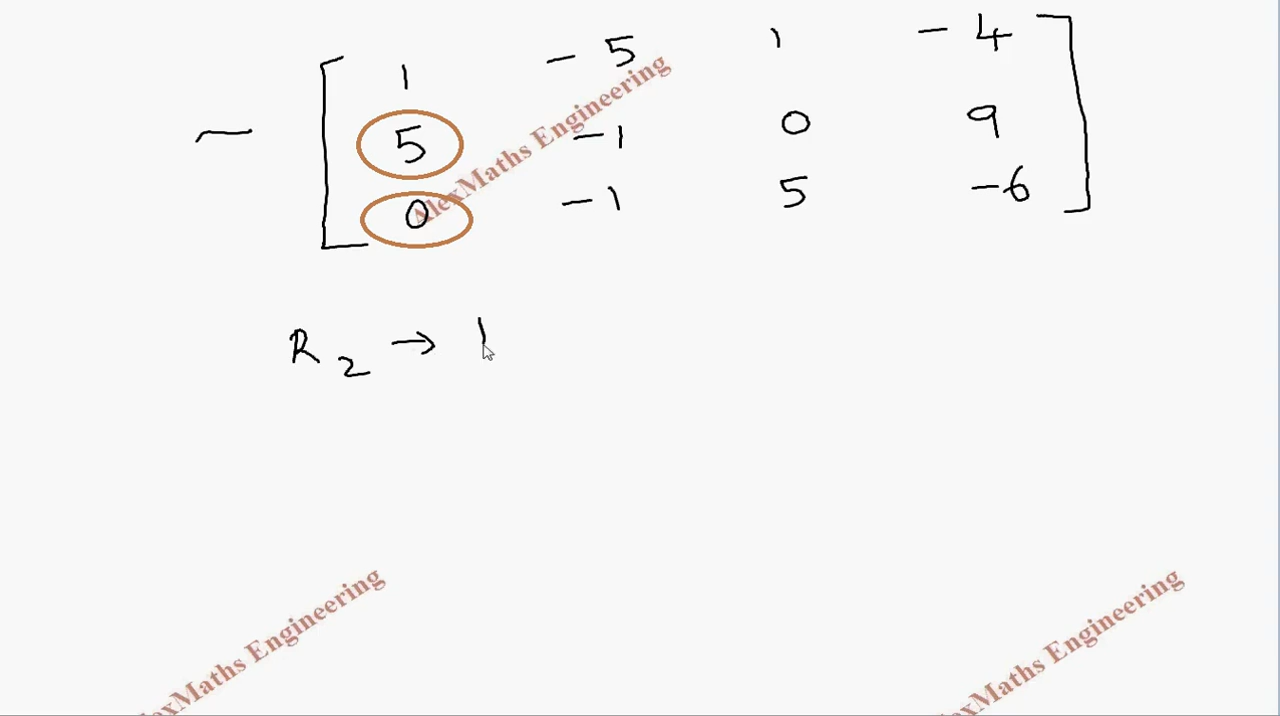 1 - 5 1 - 4
~ 5 -1 0 9
0 -1 5 -6
AlexMaths Engineering
R2 →
AlexMaths Engineering
AlexMaths Engineering